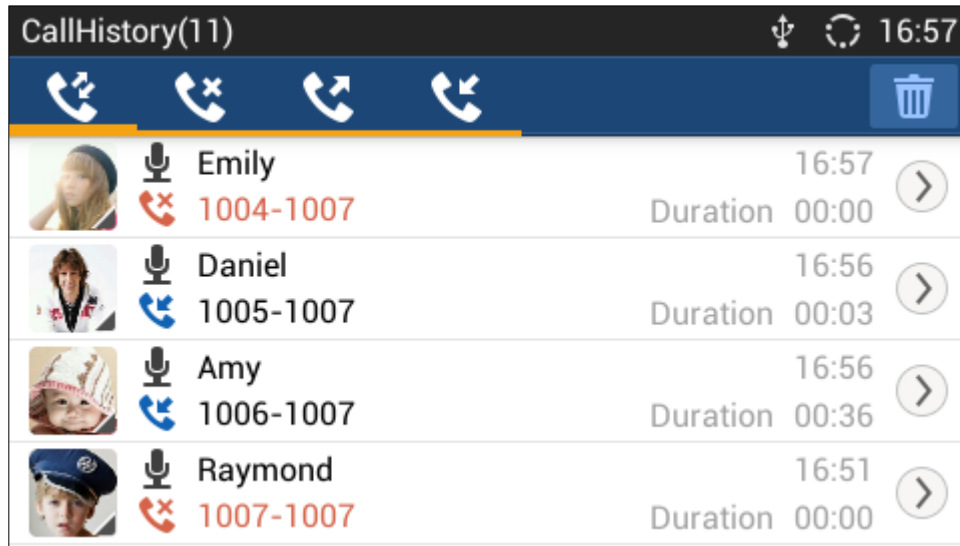 CallHistory(11) 16:57
Emily 16:57
1004-1007 Duration 00:00
Daniel 16:56
1005-1007 Duration 00:03
Amy 16:56
1006-1007 Duration 00:36
Raymond 16:51
1007-1007 Duration 00:00